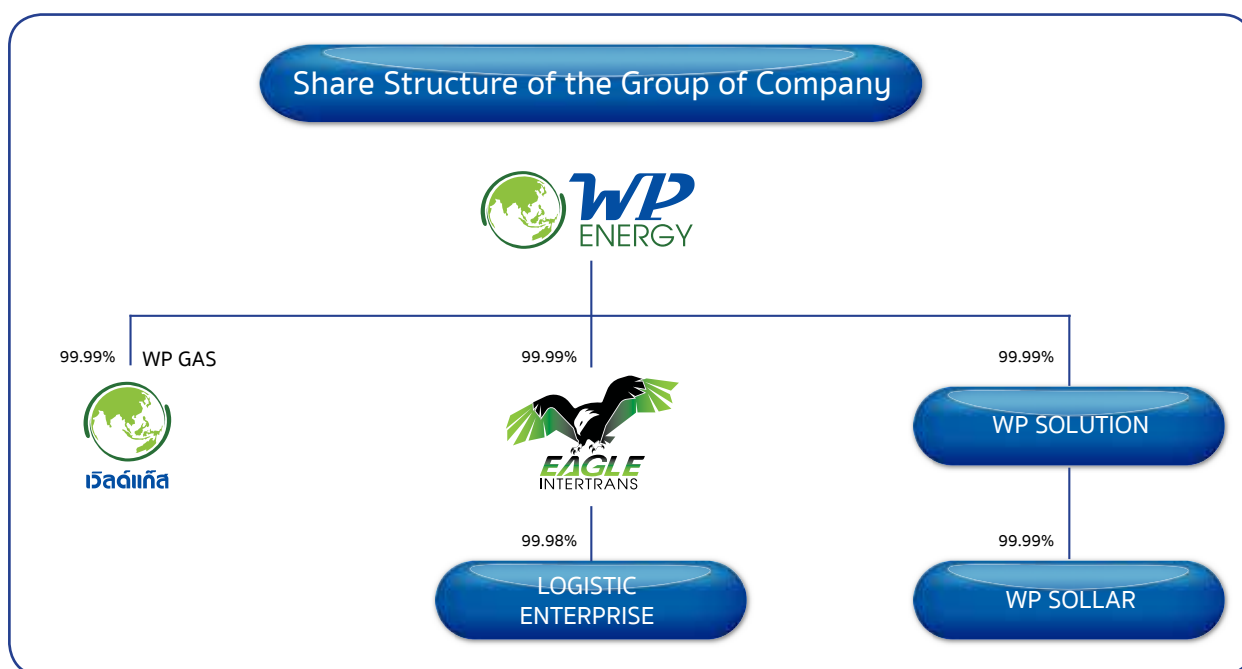 Share Structure of the Group of Company
WP
ENERGY
99.99%
WP GAS
99.99%
99.99%
เวิลด์แก๊ส
EAGLE
INTERTRANS
WP SOLUTION
99.98%
99.99%
LOGISTIC
ENTERPRISE
WP SOLLAR